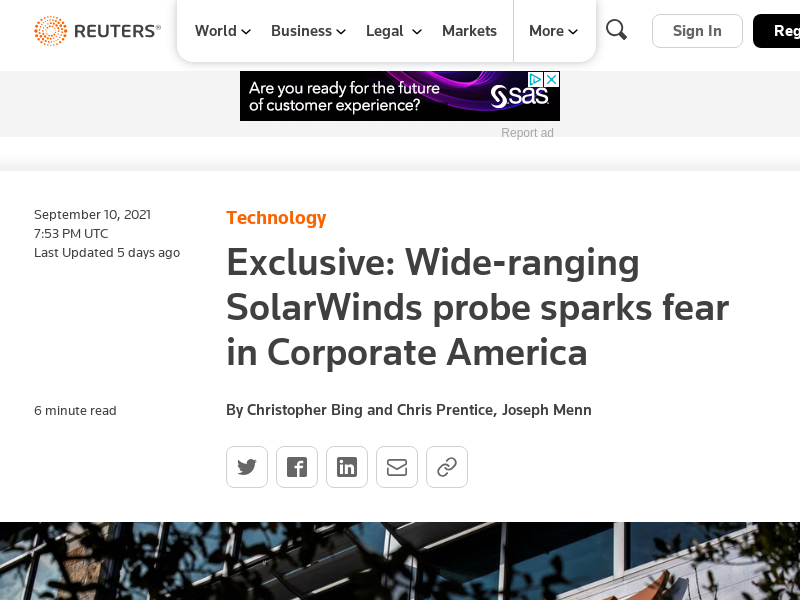 REUTERS®
World
Business
Legal
Markets
More
Sign In
Are you ready for the future
of customer experience?
sas
Report ad
September 10, 2021
7:53 PM UTC
Last Updated 5 days ago
Technology
Exclusive: Wide-ranging
SolarWinds probe sparks fear
in Corporate America
6 minute read
By Christopher Bing and Chris Prentice, Joseph Menn